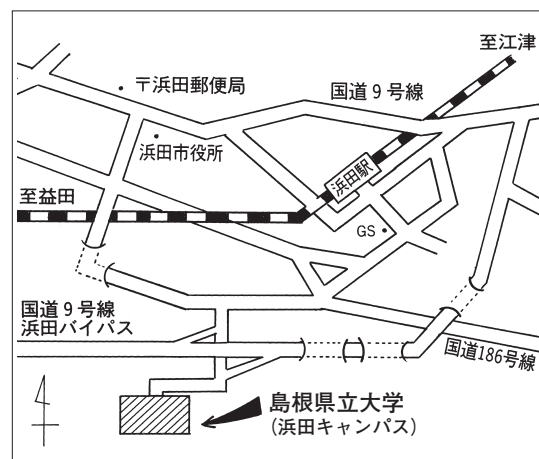 至江津
国道9号線
〒浜田郵便局
浜田市役所
浜田駅
至益田
GS
国道9号線
浜田バイパス
国道186号線
島根県立大学
(浜田キャンパス)